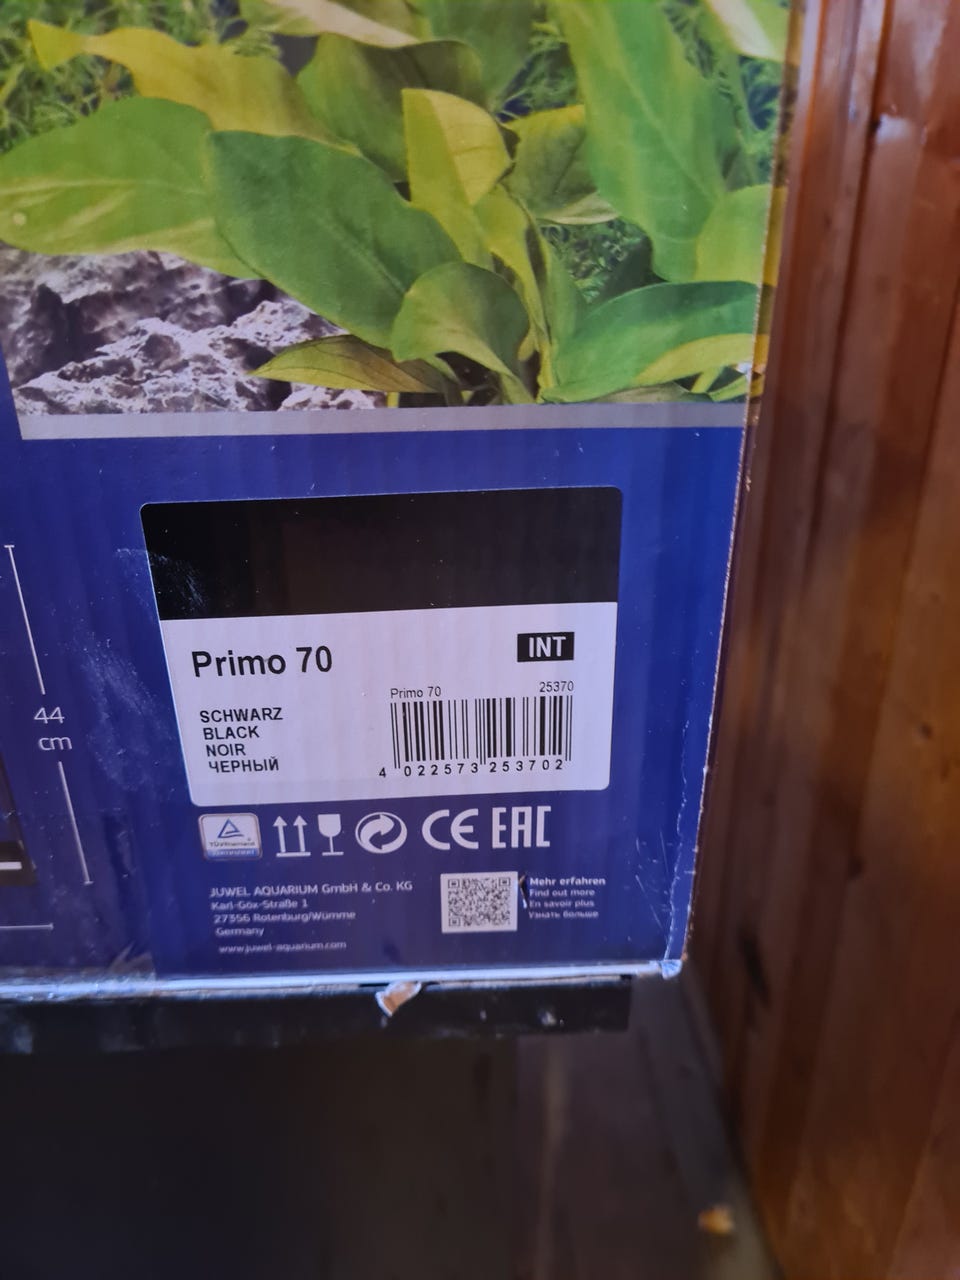 44
cm
Primo 70
INT
SCHWARZ
BLACK
NOIR
ЧЕРНЫЙ
Primo 70 25370
4 022573 253702
CE EAC
JUWEL AQUARIUM GmbH & Co. KG
Karl-Göx-Straße 1
27356 Rotenburg/Wümme
Germany
www.juwel-aquarium.com
Mehr erfahren
Find out more
En savoir plus
Узнать больше